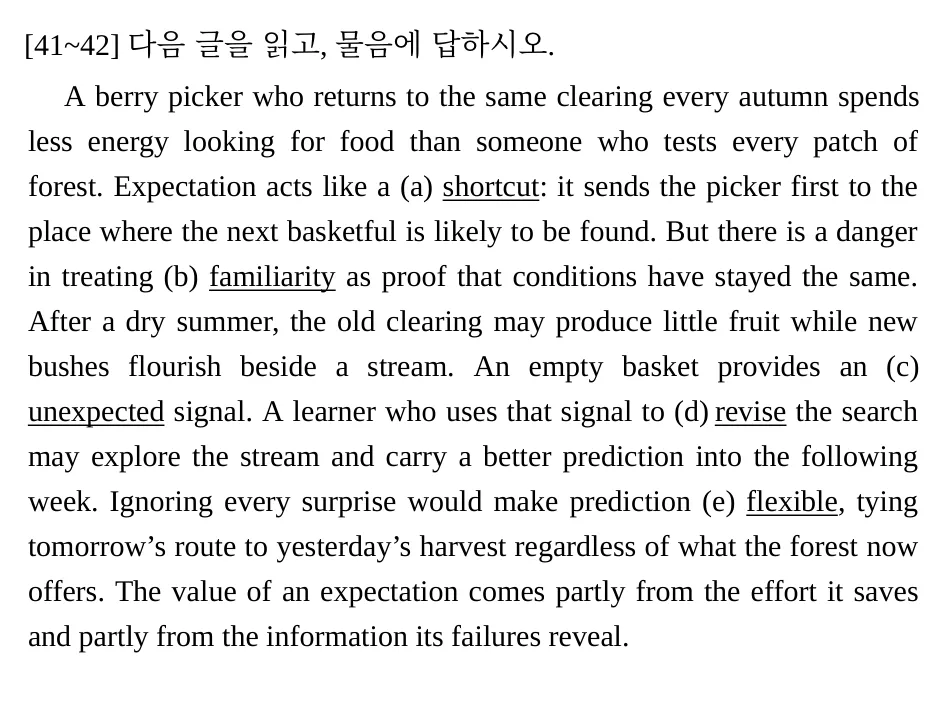 [41~42] 다음 글을 읽고, 물음에 답하시오.
A berry picker who returns to the same clearing every autumn spends
less energy looking for food than someone who tests every patch of
forest. Expectation acts like a (a) shortcut: it sends the picker first to the
place where the next basketful is likely to be found. But there is a danger
in treating (b) familiarity as proof that conditions have stayed the same.
After a dry summer, the old clearing may produce little fruit while new
bushes flourish beside a stream. An empty basket provides an (c)
unexpected signal. A learner who uses that signal to (d) revise the search
may explore the stream and carry a better prediction into the following
week. Ignoring every surprise would make prediction (e) flexible, tying
tomorrow’s route to yesterday’s harvest regardless of what the forest now
offers. The value of an expectation comes partly from the effort it saves
and partly from the information its failures reveal.